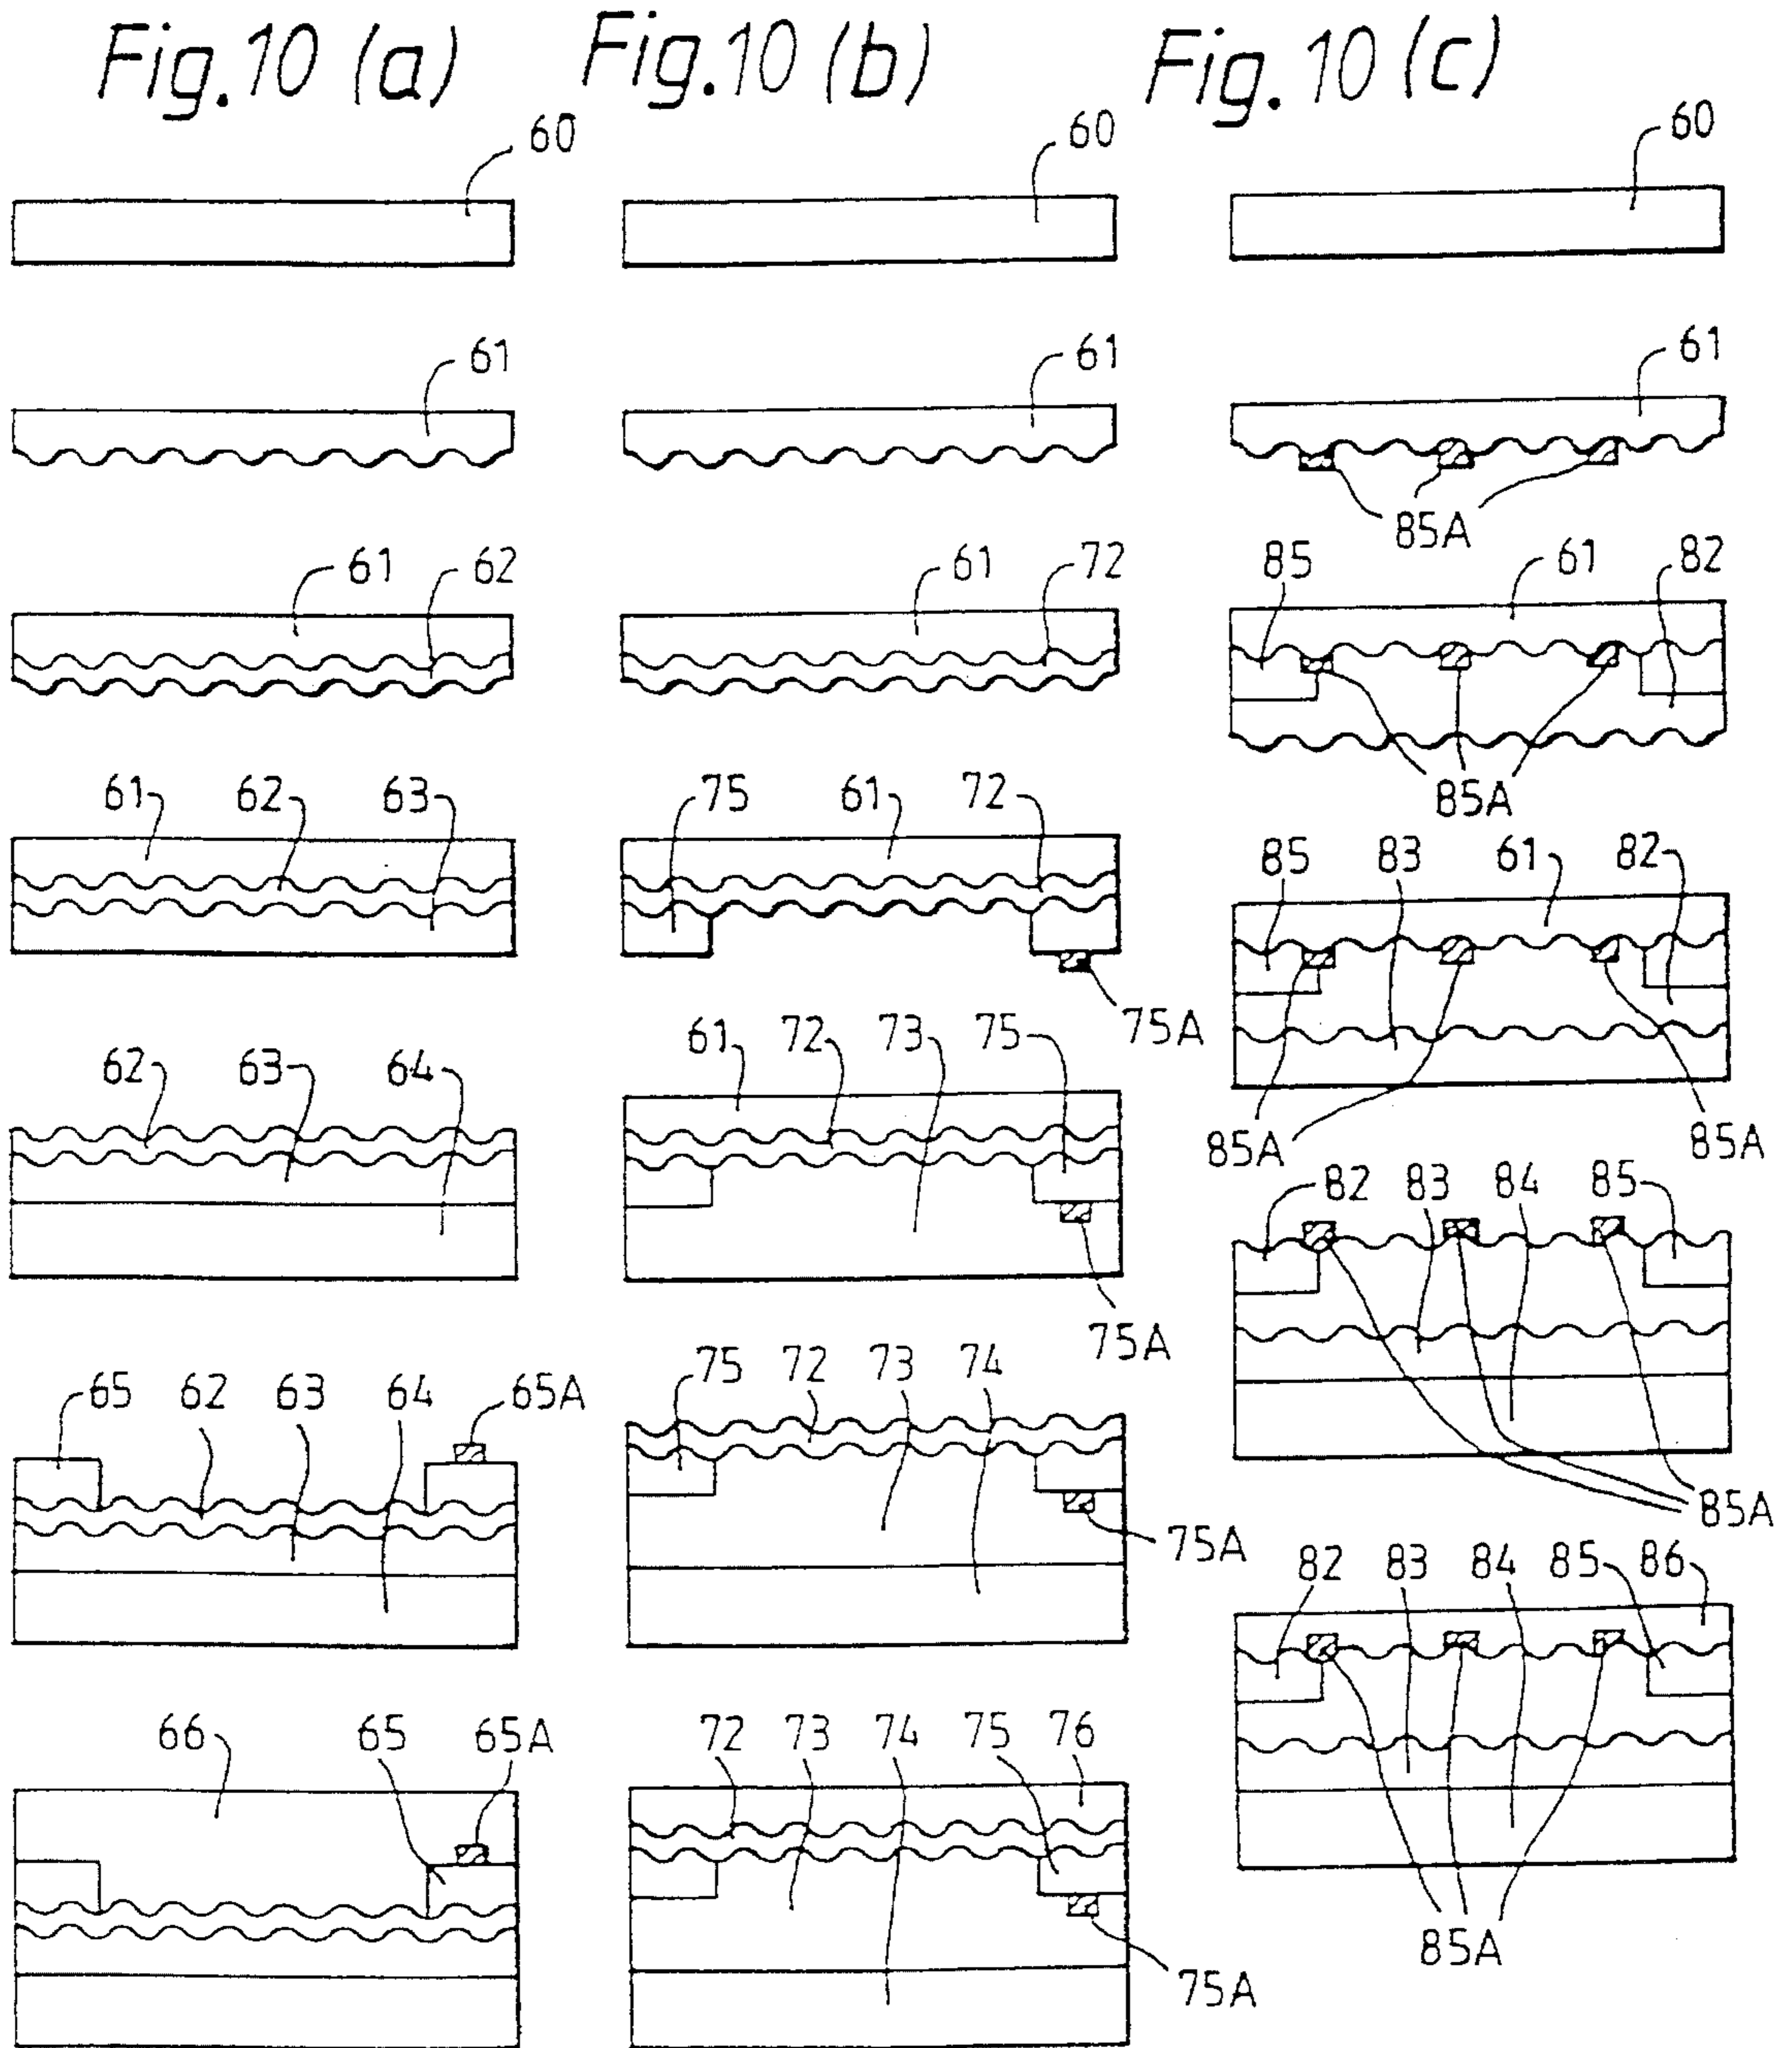 Fig.10 (a) Fig.10 (b) Fig.10 (c)
60 60 60
61 61 61
85A
61 62 61 72 85 61 82
85A
61 62 63 75 61 72 85 83 61 82
75A
85A 85A
62 63 64 61 72 73 75
82 83 84 85
75A
85A
65 62 63 64 65A 75 72 73 74
75A
82 83 84 85 86
66 65 65A 72 73 74 75 76
85A
75A